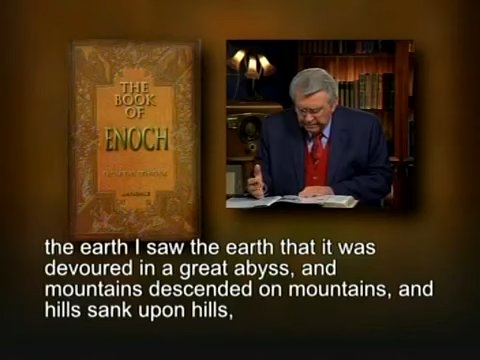 THE
BOOK
OF
ENOCH
the earth I saw the earth that it was
devoured in a great abyss, and
mountains descended on mountains, and
hills sank upon hills,